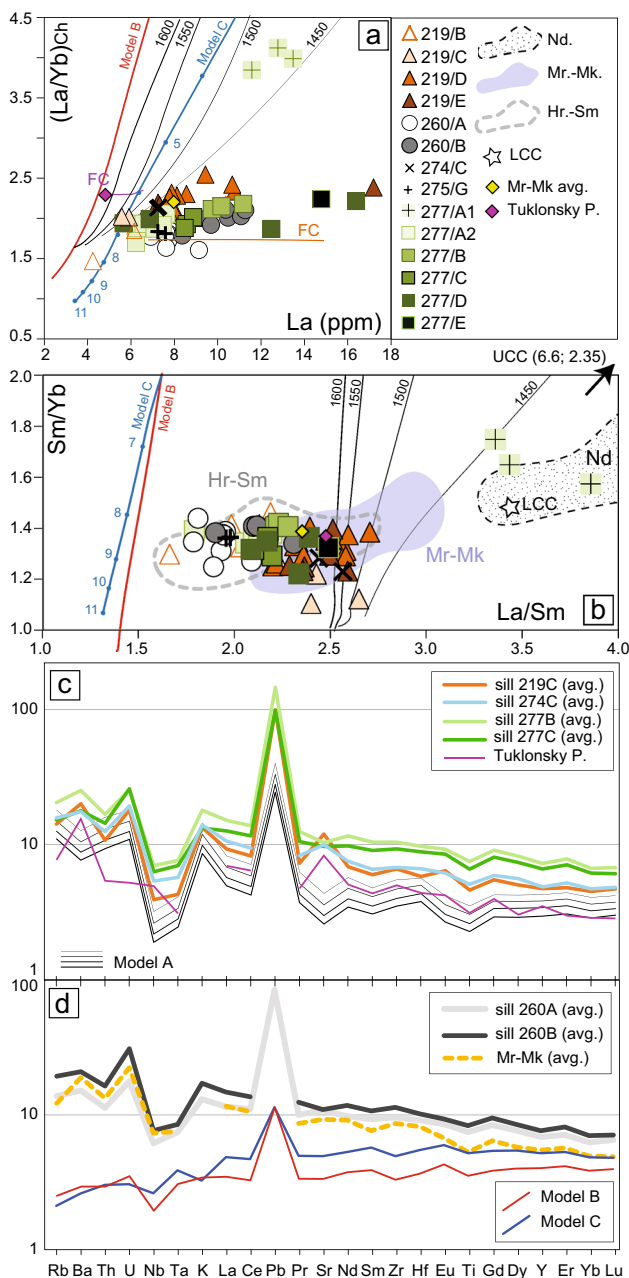 a
(La/Yb)Ch
4.5
3.5
2.5
1.5
0.5
Model B
1600
1550
Model C
1500
1450
5
FC
FC
8
9
10
11
2 4 6 8 10 12 14 16 18
La (ppm)
219/B
219/C
219/D
219/E
260/A
260/B
274/C
275/G
277/A1
277/A2
277/B
277/C
277/D
277/E
Nd.
Mr.-Mk.
Hr.-Sm
LCC
Mr-Mk avg.
Tuklonsky P.
UCC (6.6; 2.35)
b
Sm/Yb
2.0
1.8
1.6
1.4
1.2
1.0
Model C
Model B
7
8
9
10
11
1600
1550
1500
1450
Hr-Sm
Mr-Mk
Nd
LCC
1.0 1.5 2.0 2.5 3.0 3.5 4.0
La/Sm
c
100
10
1
sill 219C (avg.)
sill 274C (avg.)
sill 277B (avg.)
sill 277C (avg.)
Tuklonsky P.
Model A
d
100
10
1
sill 260A (avg.)
sill 260B (avg.)
Mr-Mk (avg.)
Model B
Model C
Rb Ba Th U Nb Ta K La Ce Pb Pr Sr Nd Sm Zr Hf Eu Ti Gd Dy Y Er Yb Lu